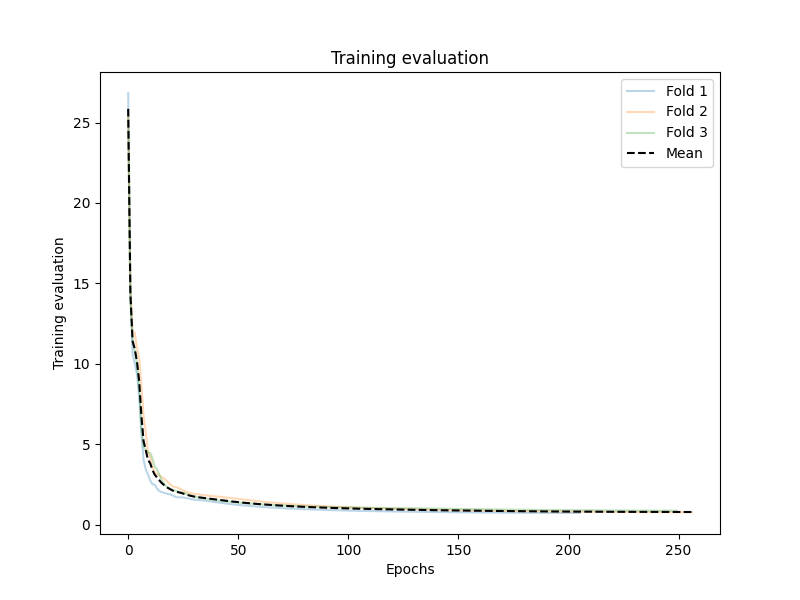 Training evaluation
Fold 1
Fold 2
Fold 3
Mean
Training evaluation
25
20
15
10
5
0
0 50 100 150 200 250
Epochs